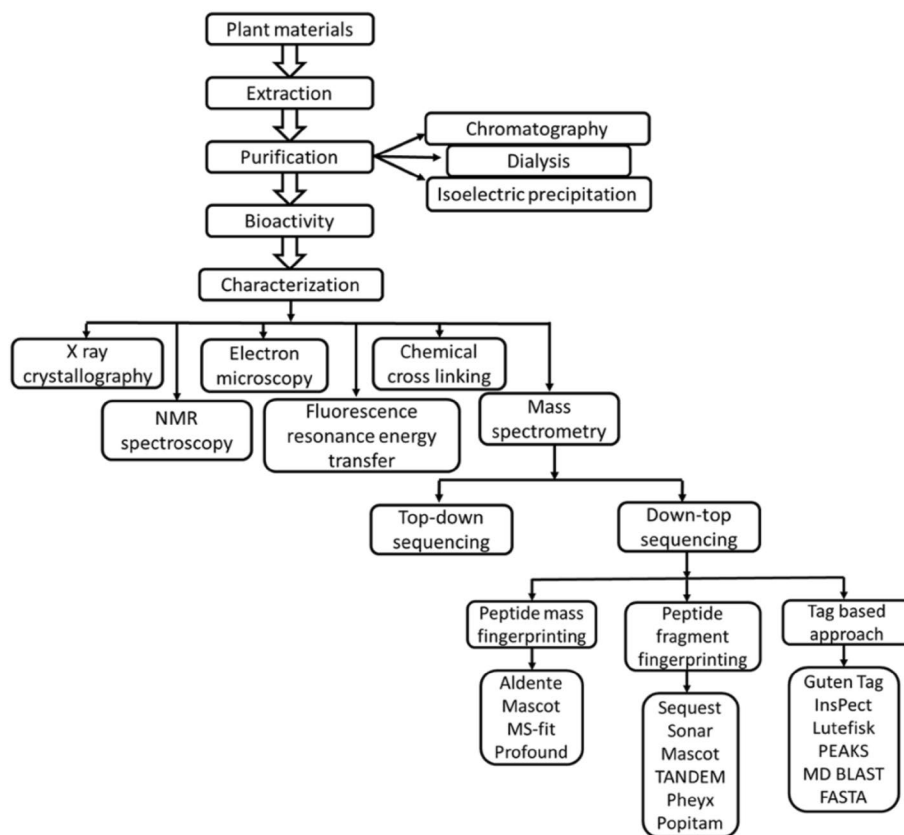 Plant materials
Extraction
Purification
Chromatography
Dialysis
Isoelectric precipitation
Bioactivity
Characterization
X ray
crystallography
Electron
microscopy
Chemical
cross linking
NMR
spectroscopy
Fluorescence
resonance energy
transfer
Mass
spectrometry
Top-down
sequencing
Down-top
sequencing
Peptide mass
fingerprinting
Peptide
fragment
fingerprinting
Tag based
approach
Aldente
Mascot
MS-fit
Profound
Sequest
Sonar
Mascot
TANDEM
Pheyx
Popitam
Guten Tag
InsPect
Lutefisk
PEAKS
MD BLAST
FASTA